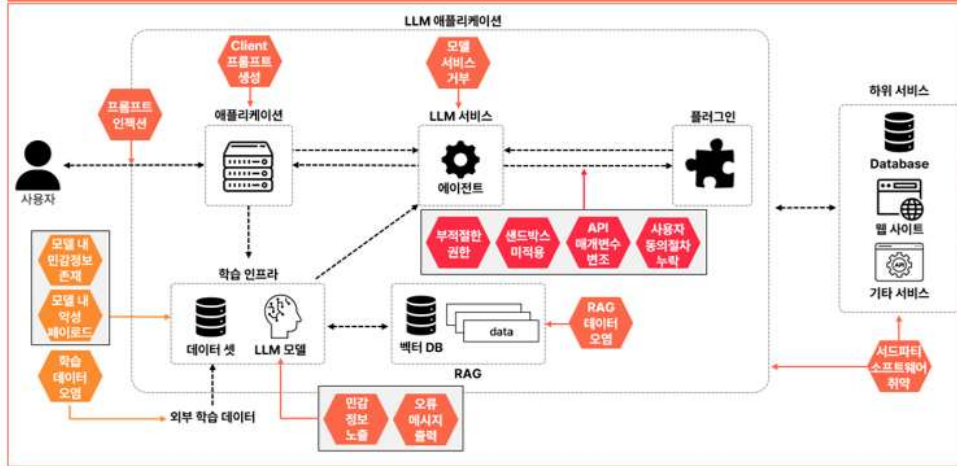 LLM 애플리케이션
Client
프롬프트
생성
모델
서비스
거부
프롬프트
인젝션
애플리케이션
LLM 서비스
플러그인
하위 서비스
사용자
에이전트
Database
웹 사이트
API
기타 서비스
부적절한
권한
샌드박스
미적용
API
매개변수
변조
사용자
동의절차
누락
모델 내
민감정보
존재
모델 내
악성
페이로드
학습
데이터
오염
학습 인프라
데이터 셋
LLM 모델
벡터 DB
data
RAG
RAG
데이터
오염
외부 학습 데이터
민감
정보
노출
오류
메시지
출력
서드파티
소프트웨어
취약